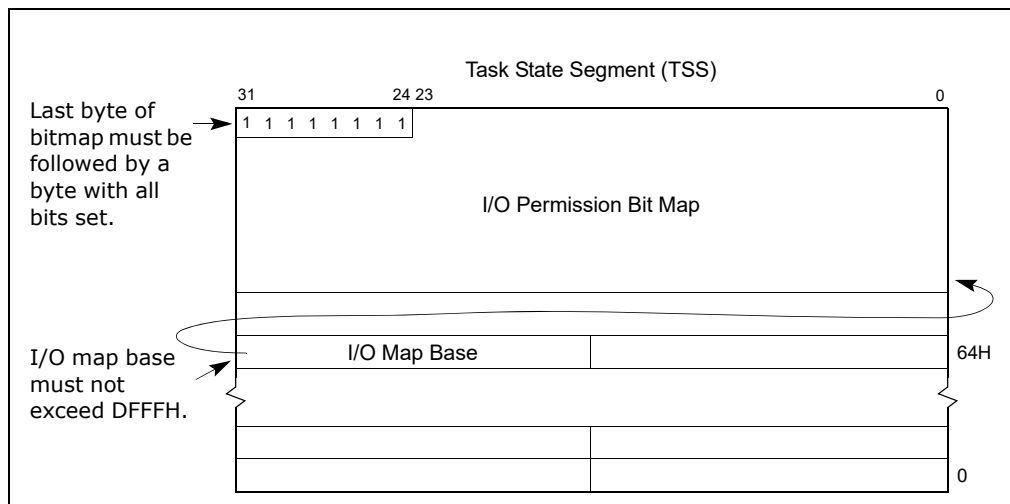 Task State Segment (TSS)
31 24 23 0
Last byte of
bitmap must be
followed by a
byte with all
bits set.
1 1 1 1 1 1 1 1
I/O Permission Bit Map
I/O map base
must not
exceed DFFFH.
I/O Map Base
64H
0